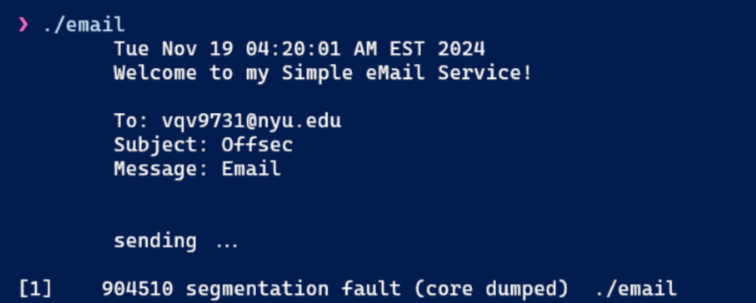 ❯ ./email
Tue Nov 19 04:20:01 AM EST 2024
Welcome to my Simple eMail Service!
To: vqv9731@nyu.edu
Subject: Offsec
Message: Email
sending ...
[1] 904510 segmentation fault (core dumped) ./email